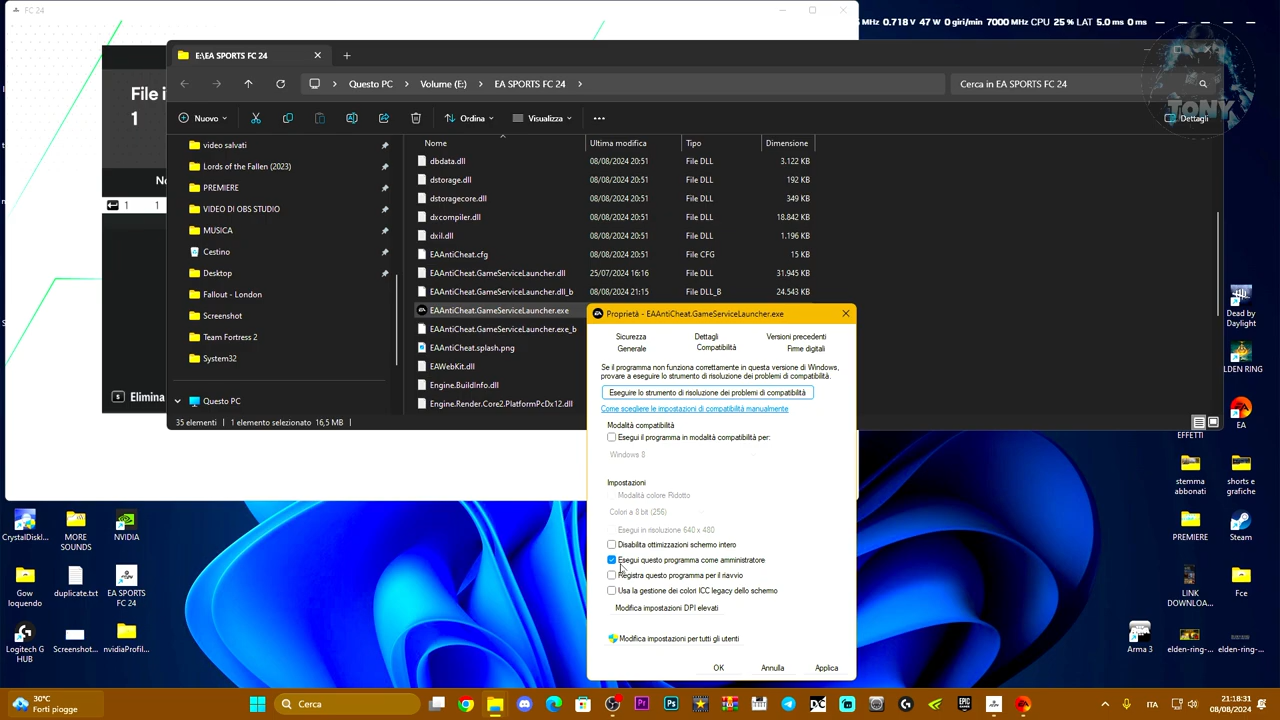 FC 24
MHz 0.718 V 47 W 0 giri/min 7000 MHz CPU 25 % LAT 5.0 ms 0 ms
E:\EA SPORTS FC 24
TONY
Questo PC
Volume (E:)
EA SPORTS FC 24
Cerca in EA SPORTS FC 24
File i
1
Nuovo
Ordina
Visualizza
Dettagli
Nome
Ultima modifica
Tipo
Dimensione
video salvati
Lords of the Fallen (2023)
PREMIERE
VIDEO DI OBS STUDIO
MUSICA
Cestino
Desktop
Fallout - London
Screenshot
Team Fortress 2
System32
Questo PC
No
1 1
Elimina
dbdata.dll 08/08/2024 20:51 File DLL 3.122 KB
dstorage.dll 08/08/2024 20:51 File DLL 192 KB
dsoragecore.dll 08/08/2024 20:51 File DLL 349 KB
dxcompiler.dll 08/08/2024 20:51 File DLL 18.842 KB
dxil.dll 08/08/2024 20:51 File DLL 1.196 KB
EAAntiCheat.cfg 08/08/2024 20:51 File CFG 15 KB
EAAntiCheat.GameServiceLauncher.dll 25/07/2024 16:16 File DLL 31.945 KB
EAAntiCheat.GameServiceLauncher.dll_b 08/08/2024 21:15 File DLL_B 24.543 KB
EAAntiCheat.GameServiceLauncher.exe
EAAntiCheat.GameServiceLauncher.exe_b
EAAntiCheat.splash.png
EAWebKit.dll
Engine.BuildInfo.dll
Engine.Render.Core2.PlatformPcDx12.dll
35 elementi 1 elemento selezionato 16,5 MB
Proprietà - EAAntiCheat.GameServiceLauncher.exe
Sicurezza Dettagli Versioni precedenti
Generale Compatibilità Firme digitali
Se il programma non funziona correttamente in questa versione di Windows,
provare a eseguire lo strumento di risoluzione dei problemi di compatibilità.
Eseguire lo strumento di risoluzione dei problemi di compatibilità
Come scegliere le impostazioni di compatibilità manualmente
Modalità compatibilità
Esegui il programma in modalità compatibilità per:
Windows 8
Impostazioni
Modalità colore Ridotto
Colori a 8 bit (256)
Esegui in risoluzione 640 x 480
Disabilita ottimizzazioni schermo intero
Esegui questo programma come amministratore
Registra questo programma per il riavvio
Usa la gestione dei colori ICC legacy dello schermo
Modifica impostazioni DPI elevati
Modifica impostazioni per tutti gli utenti
OK Annulla Applica
Dead by
Daylight
LDEN RING
EA
EFFETTI
stemma
abbonati
shorts e
grafiche
PREMIERE
Steam
LINK
DOWNLOA...
Fce
Arma 3
elden-ring-...
elden-ring-...
CrystalDiskI...
MORE
SOUNDS
NVIDIA
Gow
loquendo
duplicate.txt
EA SPORTS
FC 24
Logitech G
HUB
Screenshot...
nvidiaProfil...
30°C
Forti piogge
Cerca
ITA
21:18:31
08/08/2024